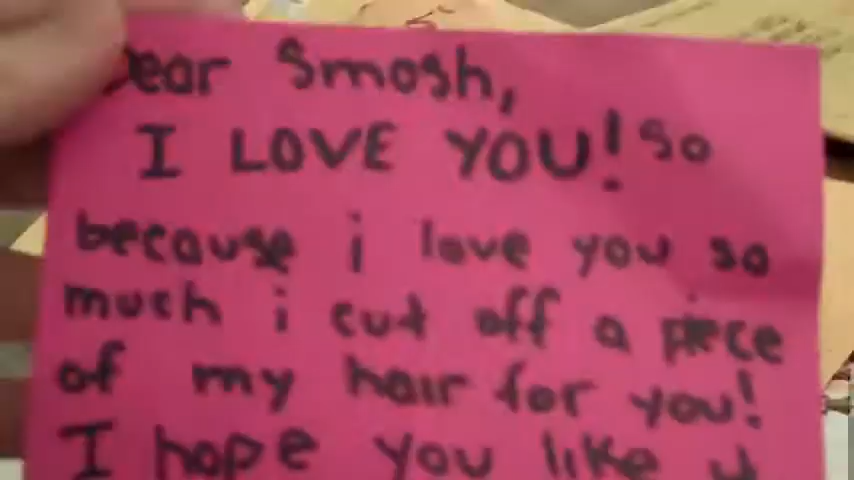 Dear Smosh,
I LOVE YOU! So
because i love you so
much i cut off a piece
of my hair for you!
I hope you like